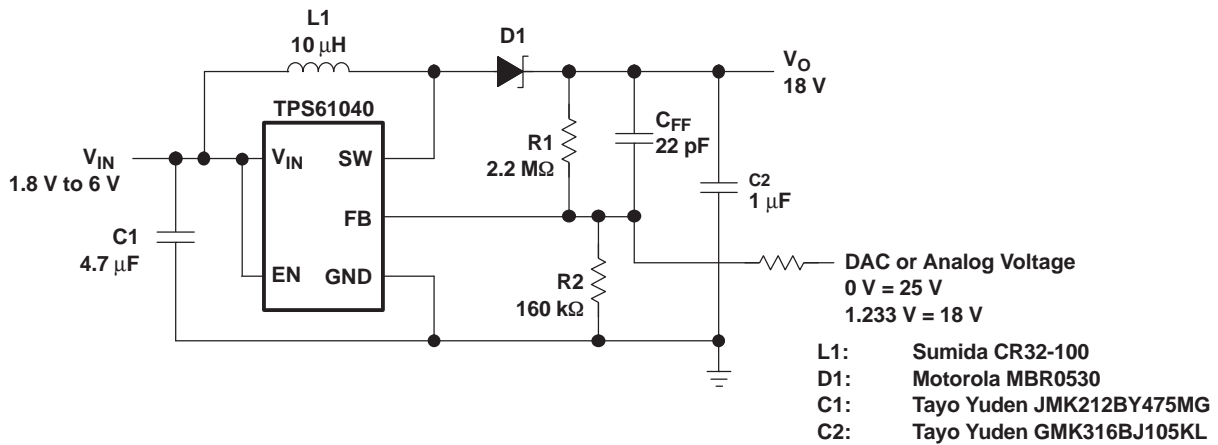 L1
10 μH
D1
VO
18 V
TPS61040
CFF
22 pF
R1
2.2 MΩ
VIN
SW
VIN
1.8 V to 6 V
C2
1 μF
FB
C1
4.7 μF
DAC or Analog Voltage
0 V = 25 V
1.233 V = 18 V
EN
GND
R2
160 kΩ
L1: Sumida CR32-100
D1: Motorola MBR0530
C1: Tayo Yuden JMK212BY475MG
C2: Tayo Yuden GMK316BJ105KL